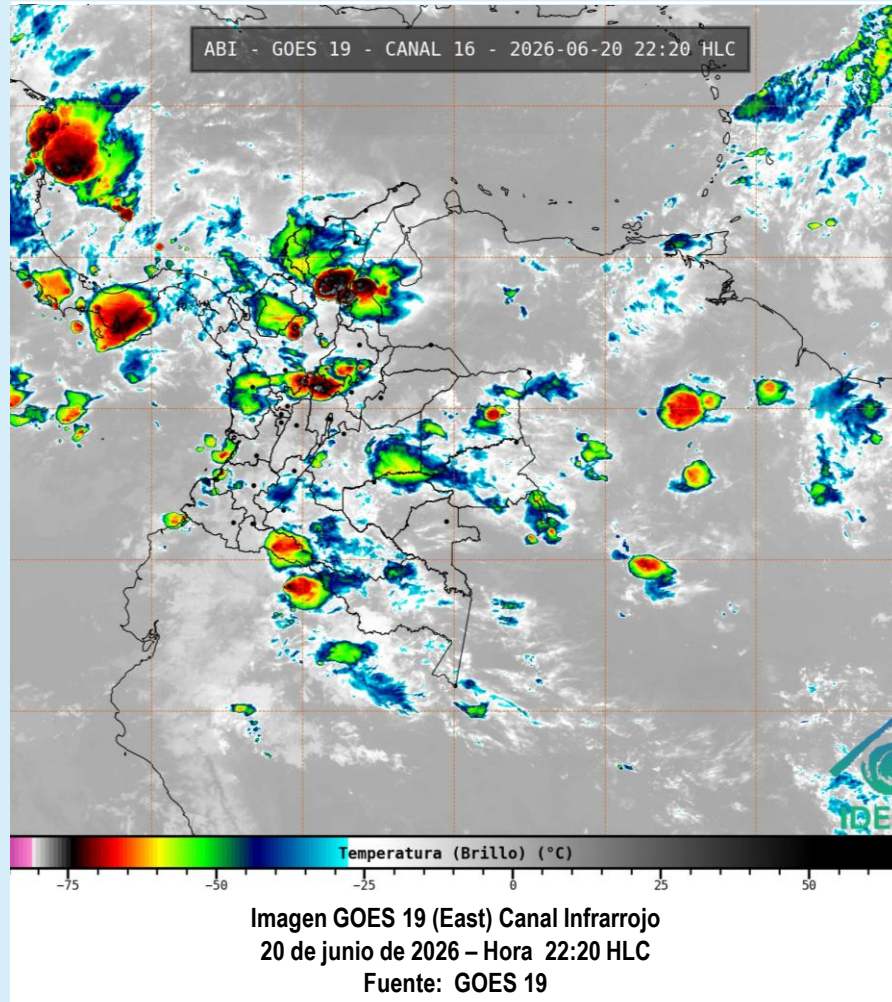 ABI - GOES 19 - CANAL 16 - 2026-06-20 22:20 HLC
IDE
Temperatura (Brillo) (°C)
−75 −50 −25 0 25 50
Imagen GOES 19 (East) Canal Infrarrojo
20 de junio de 2026 – Hora 22:20 HLC
Fuente: GOES 19